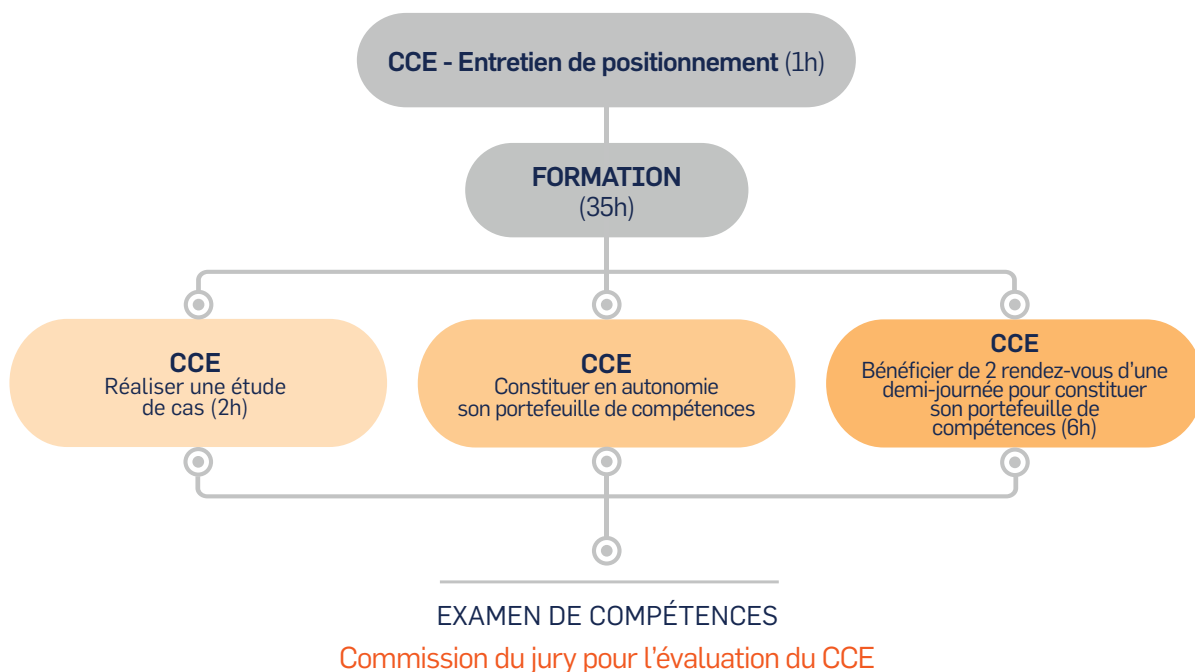 CCE - Entretien de positionnement (1h)
FORMATION
(35h)
CCE
Réaliser une étude
de cas (2h)
CCE
Constituer en autonomie
son portefeuille de compétences
CCE
Bénéficier de 2 rendez-vous d'une
demi-journée pour constituer
son portefeuille de
compétences (6h)
EXAMEN DE COMPÉTENCES
Commission du jury pour l'évaluation du CCE